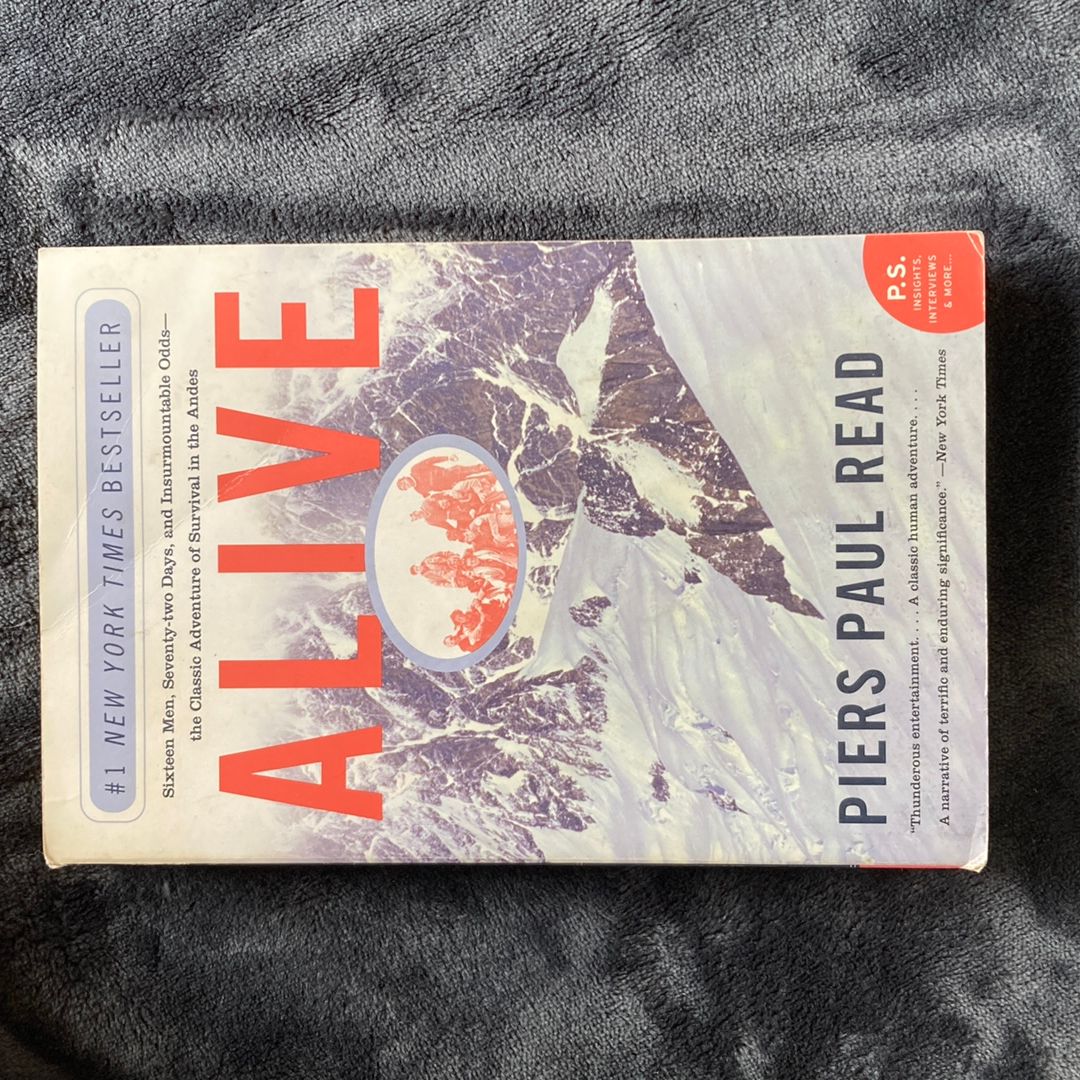 #1 NEW YORK TIMES BESTSELLER
Sixteen Men, Seventy-two Days, and Insurmountable Odds—
the Classic Adventure of Survival in the Andes
ALIVE
PIERS PAUL READ
"Thunderous entertainment. . . . A classic human adventure. . . .
A narrative of terrific and enduring significance." —New York Times
P.S.
INSIGHTS,
INTERVIEWS
& MORE...